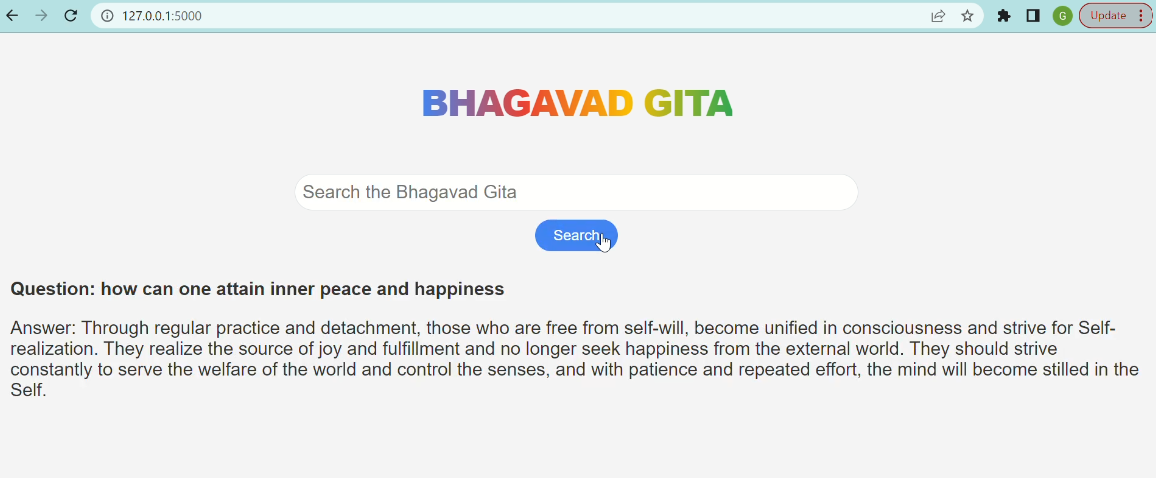 127.0.0.1:5000
G
Update
BHAGAVAD GITA
Search the Bhagavad Gita
Search
Question: how can one attain inner peace and happiness
Answer: Through regular practice and detachment, those who are free from self-will, become unified in consciousness and strive for Self-
realization. They realize the source of joy and fulfillment and no longer seek happiness from the external world. They should strive
constantly to serve the welfare of the world and control the senses, and with patience and repeated effort, the mind will become stilled in the
Self.